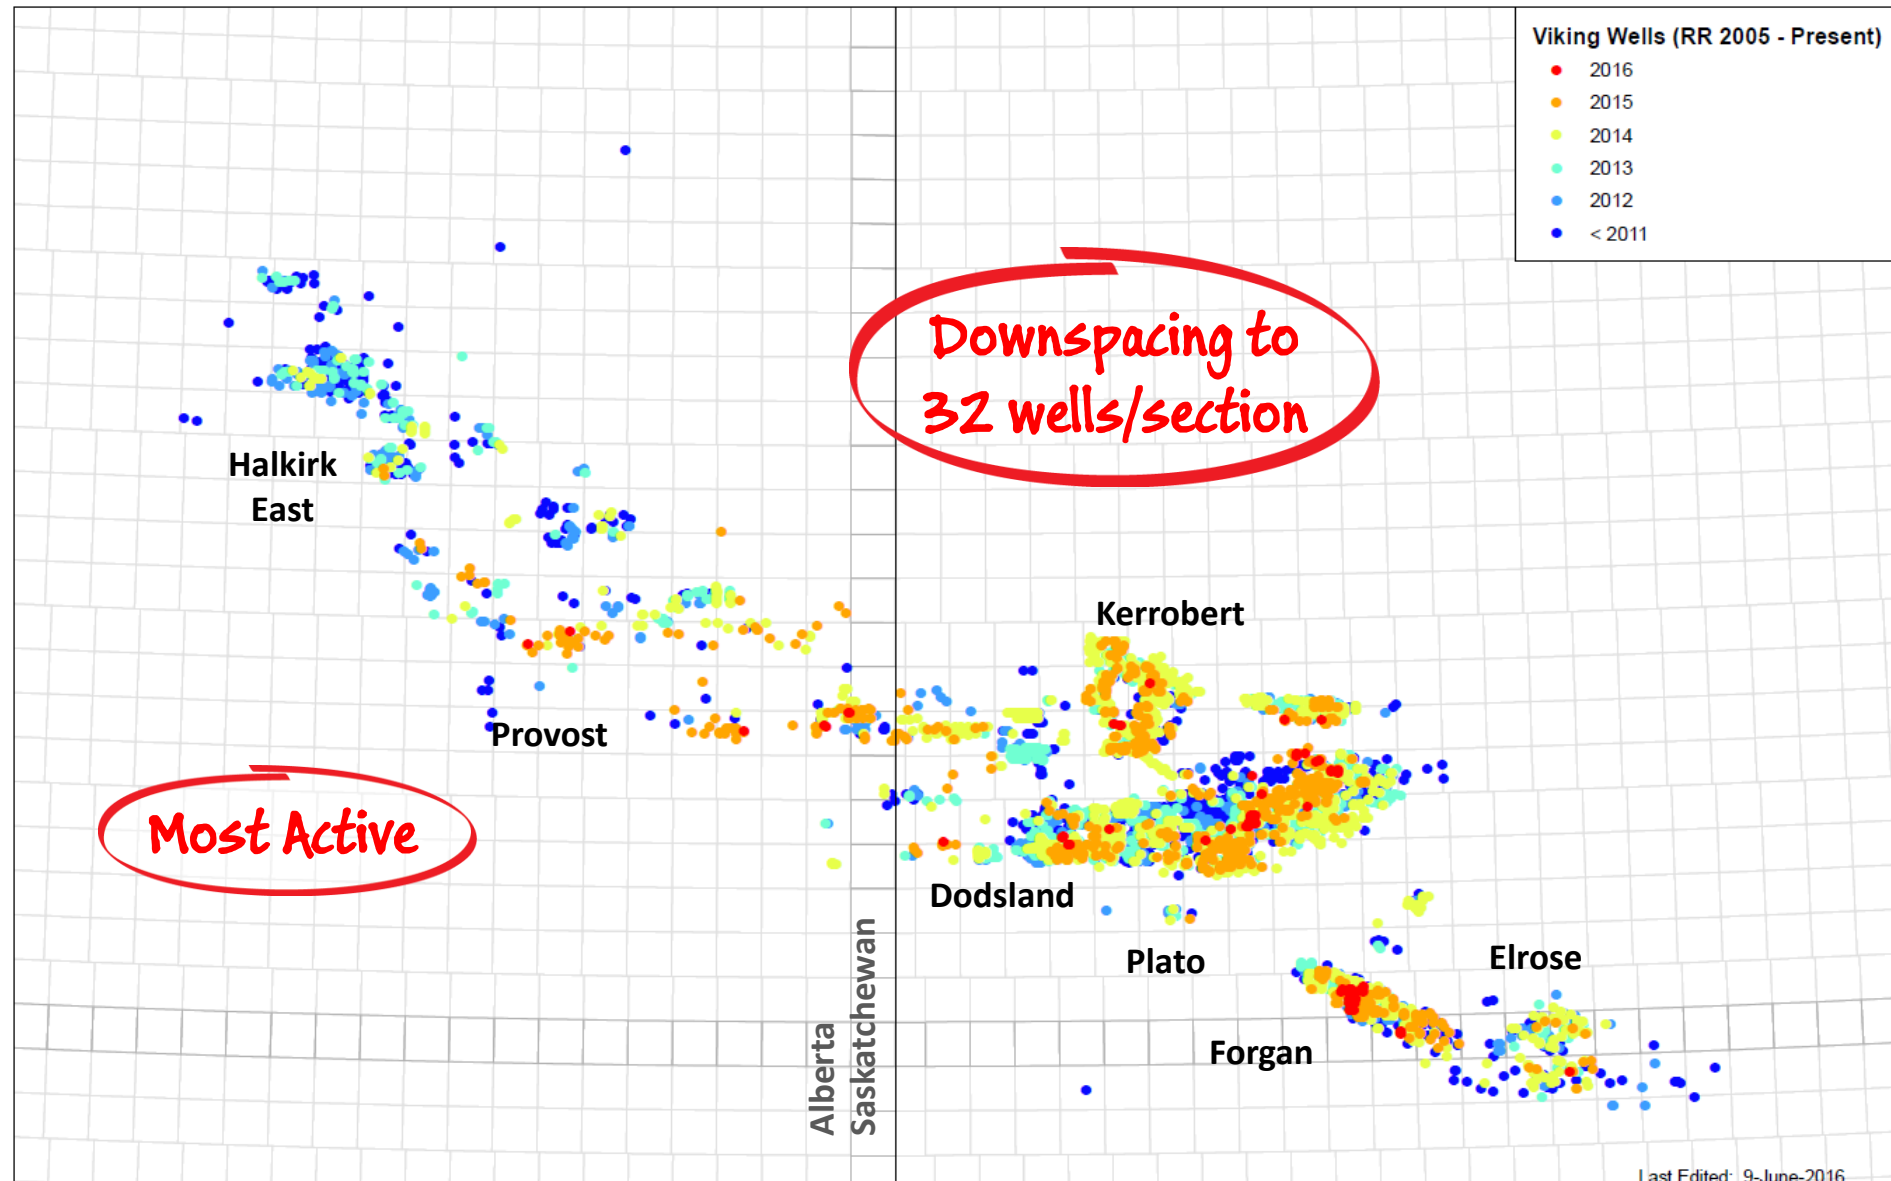 Viking Wells (RR 2005 - Present)
2016
2015
2014
2013
2012
< 2011
Downspacing to
32 wells/section
Halkirk
East
Kerrobert
Provost
Most Active
Dodsland
Alberta
Saskatchewan
Plato
Elrose
Forgan
Last Edited: 9-June-2016